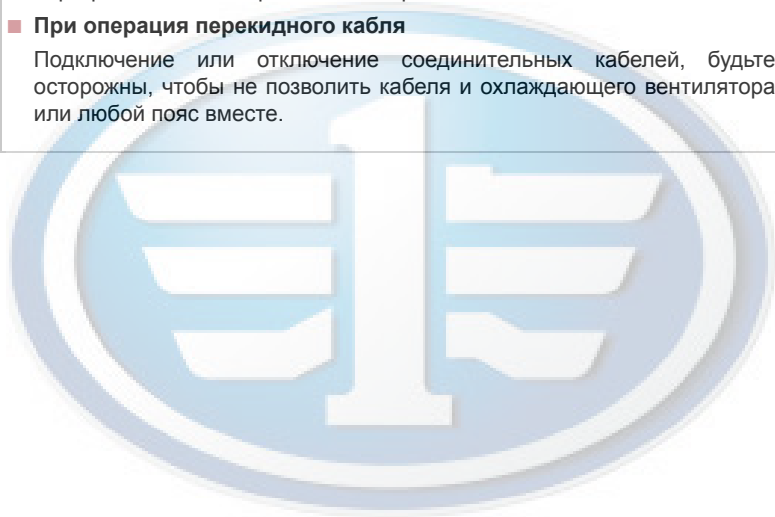 При операция перекидного кабля
Подключение или отключение соединительных кабелей, будьте
осторожны, чтобы не позволить кабеля и охлаждающего вентилятора
или любой пояс вместе.